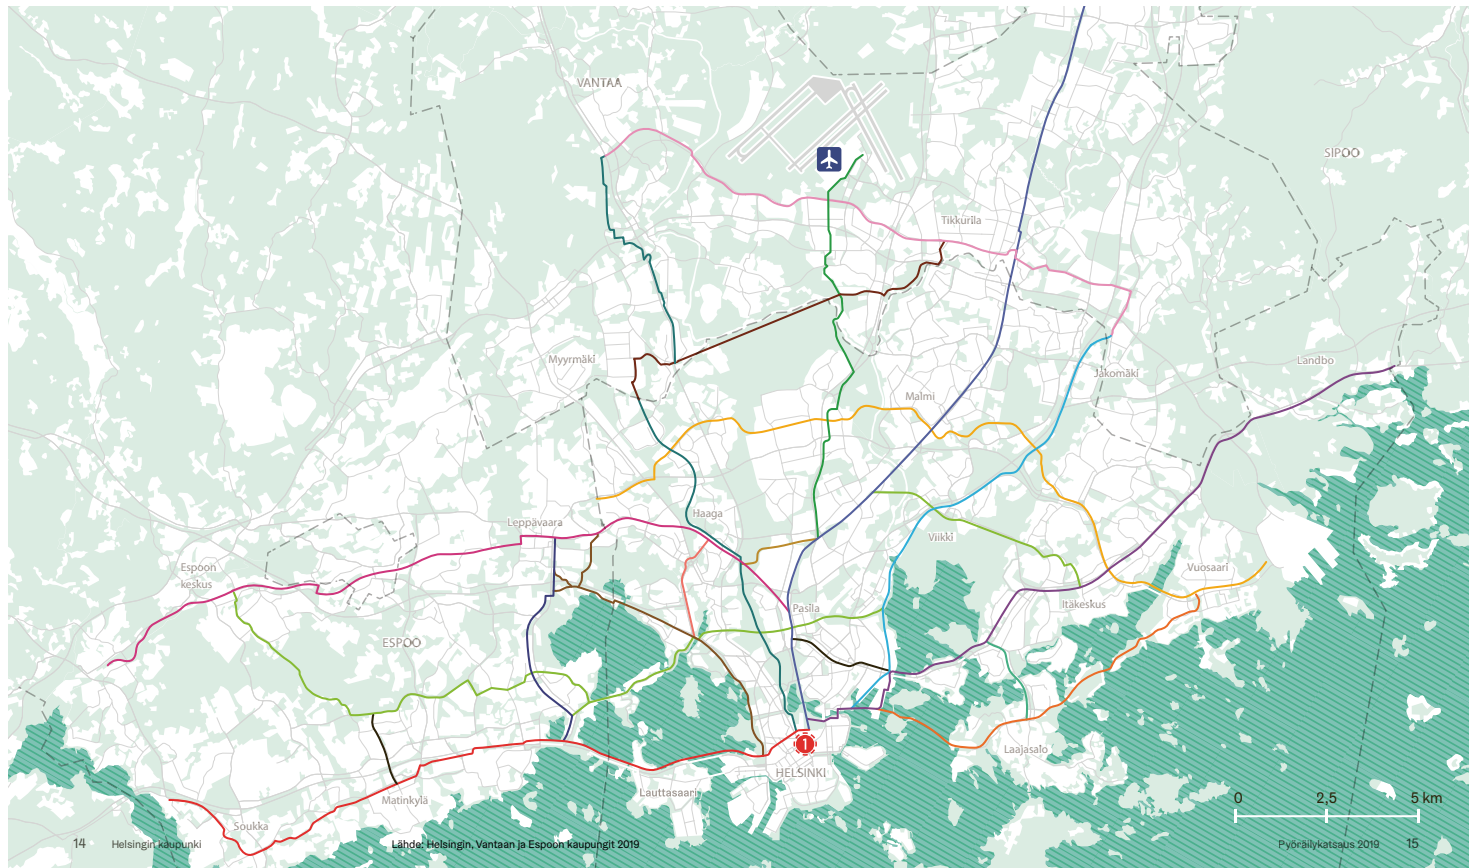 VANTAA
SIPOO
Tikkurila
Myyrmäki
Landbo
Jakomäki
Malmi
Haaga
Leppävaara
Viikki
Espoon
keskus
Vuosaari
Itäkeskus
Pasila
ESPOO
Laajasalo
HELSINKI
Lauttasaari
Matinkylä
Soukka
0 2,5 5 km
14 Helsingin kaupunki Lähde: Helsingin, Vantaan ja Espoon kaupungit 2019 Pyöräilykatsaus 2019 15